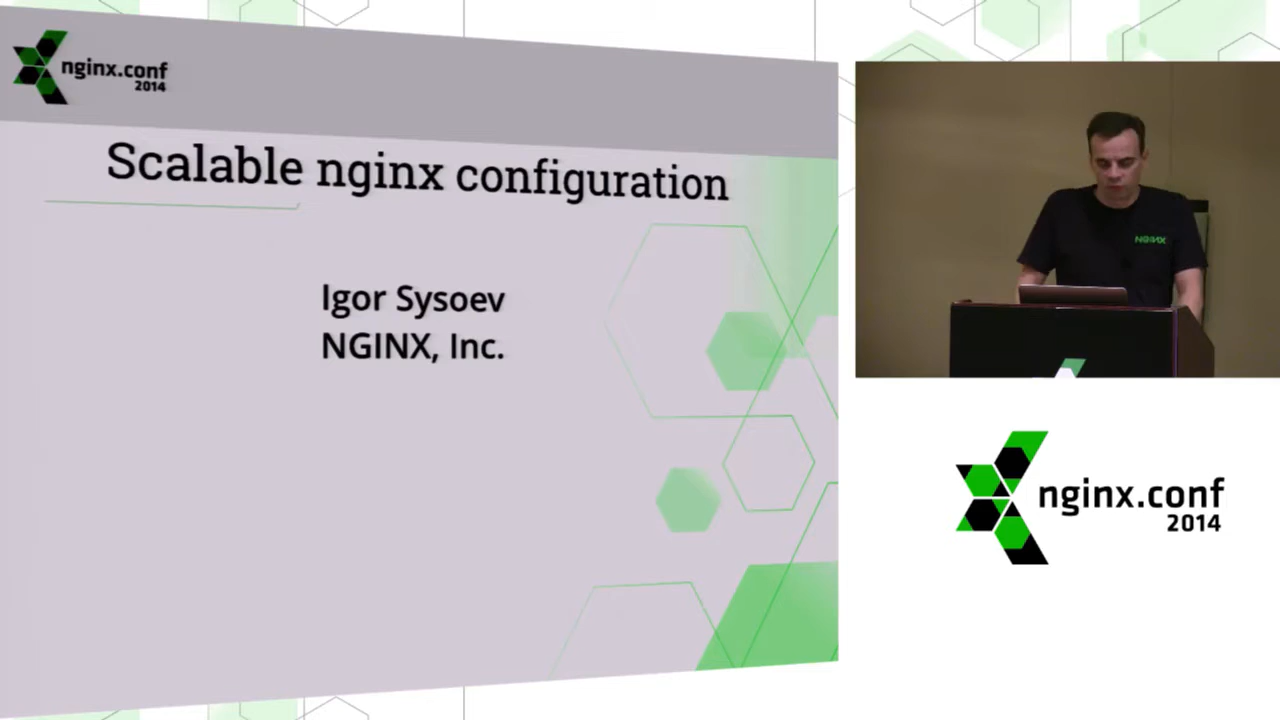 nginx.conf
2014
Scalable nginx configuration
Igor Sysoev
NGINX, Inc.
NGINX
nginx.conf
2014